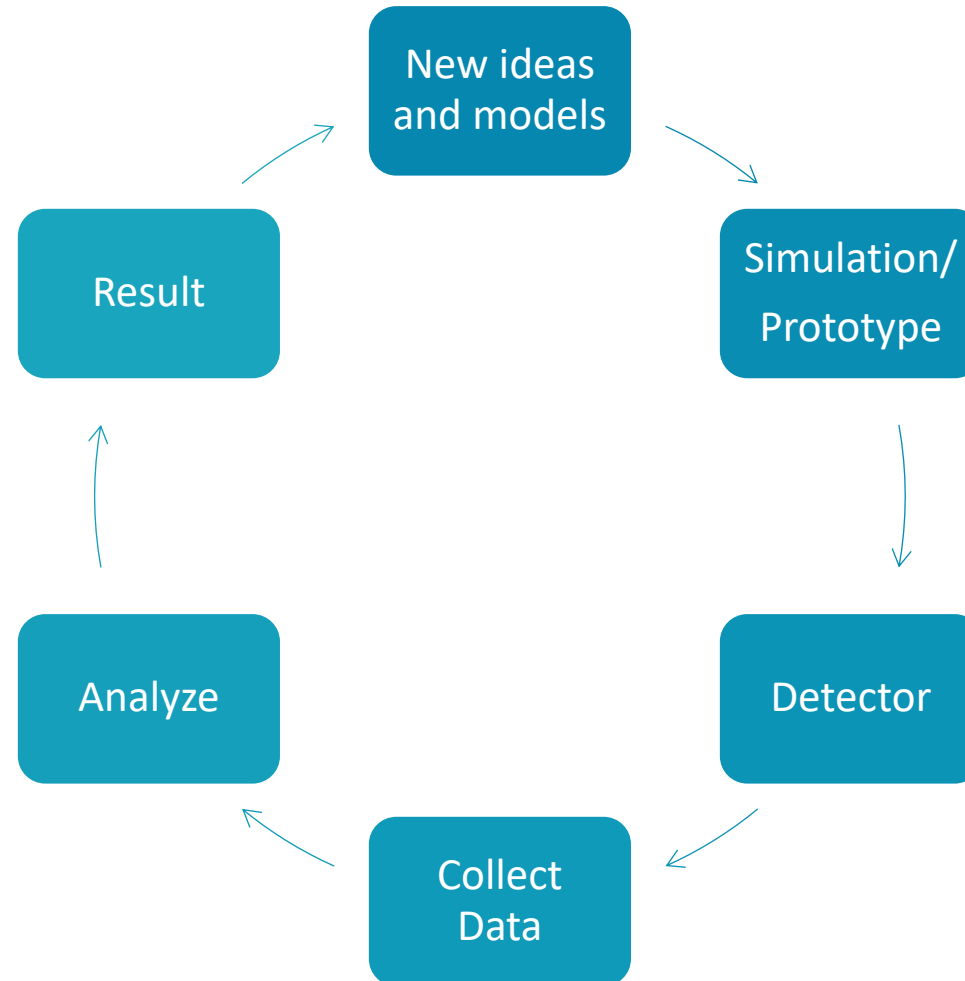 New ideas
and models
Simulation/
Prototype
Detector
Collect
Data
Analyze
Result